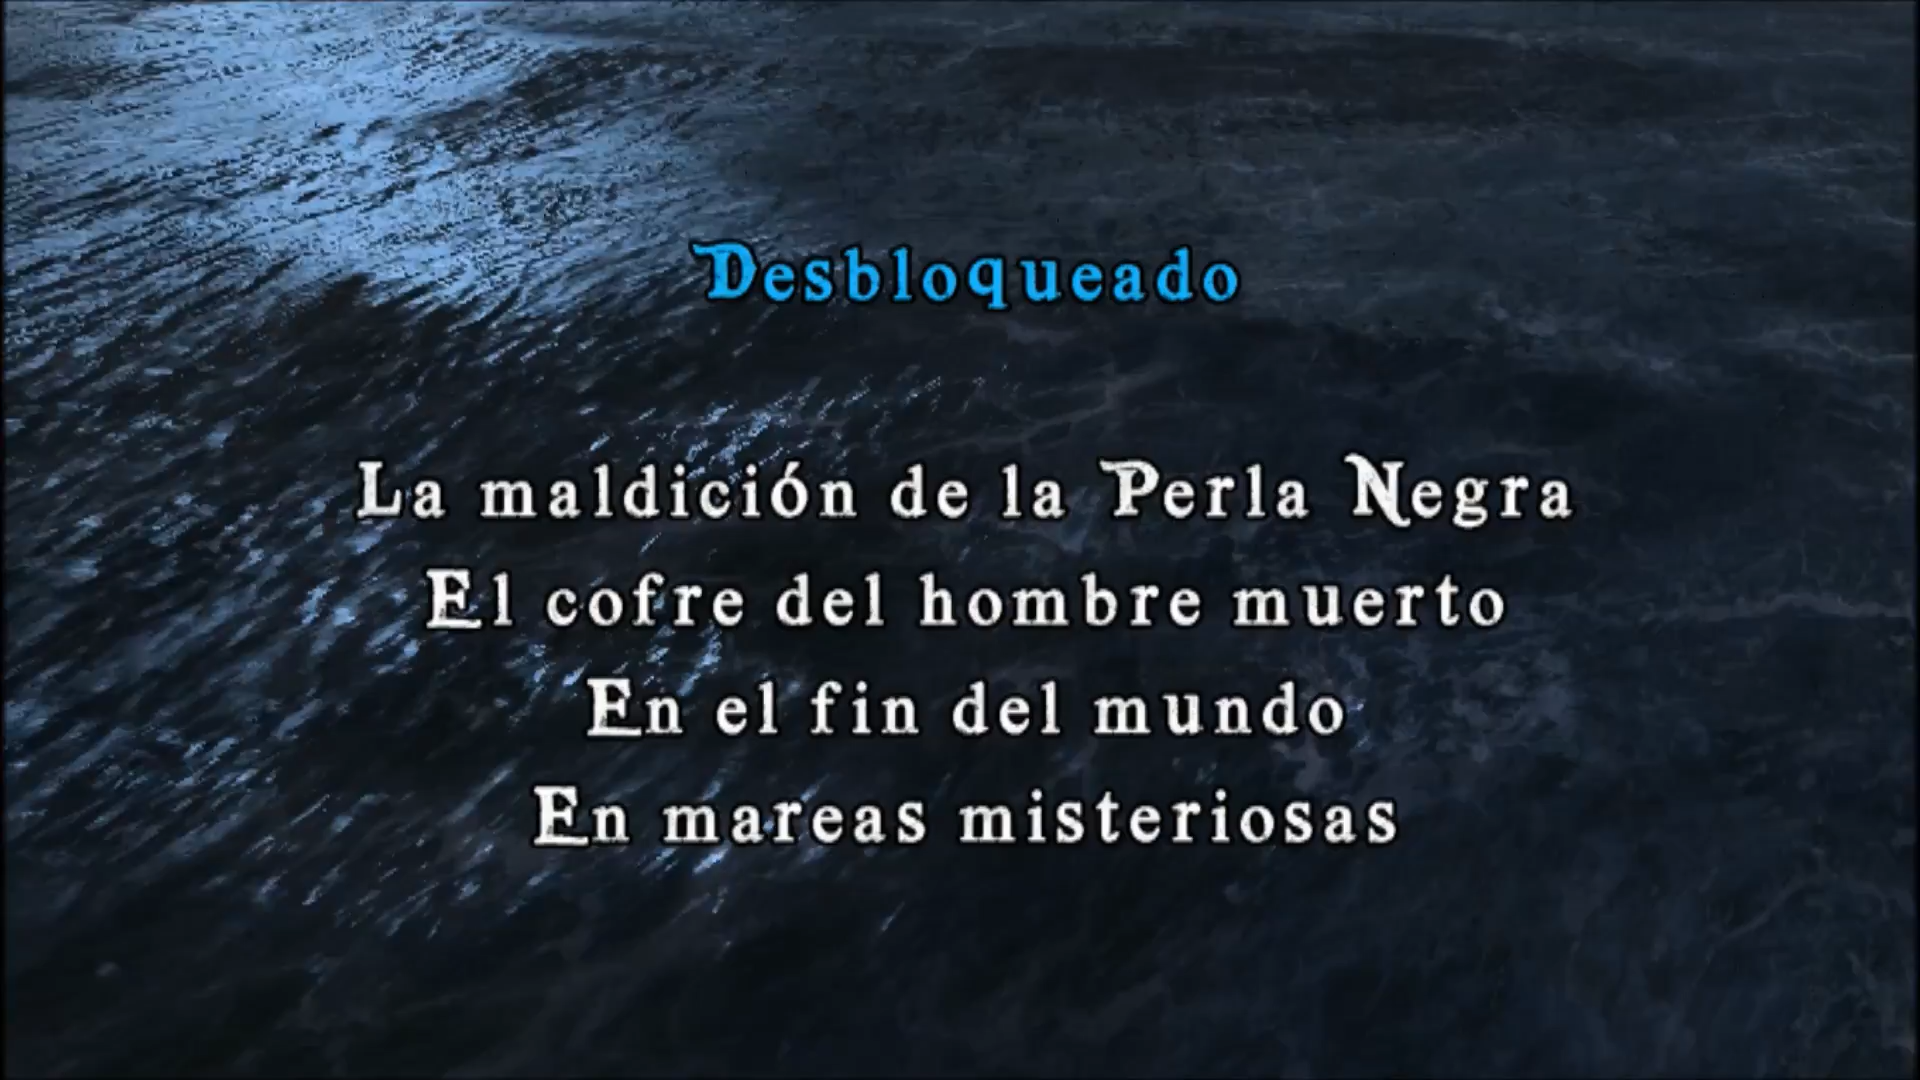 Desbloqueado
La maldición de la Perla Negra
El cofre del hombre muerto
En el fin del mundo
En mareas misteriosas